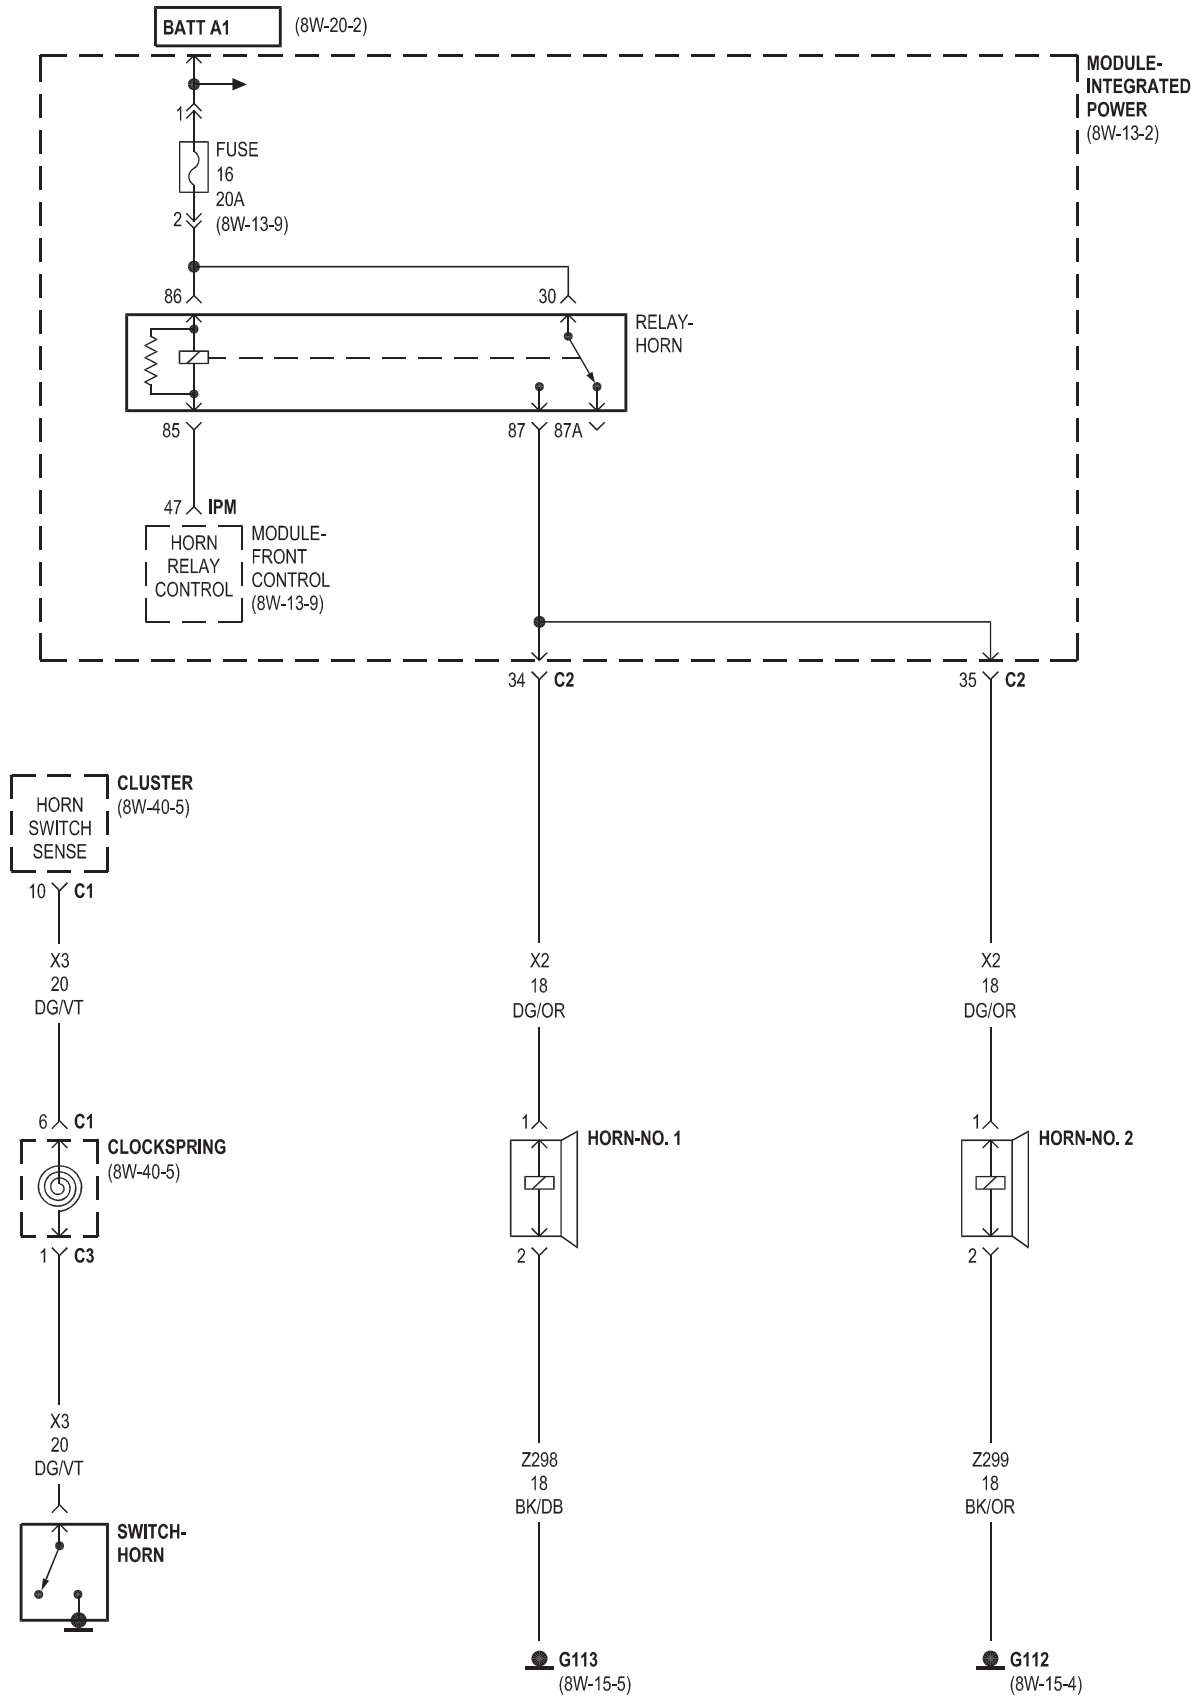 BATT A1
(8W-20-2)
MODULE-
INTEGRATED
POWER
(8W-13-2)
1
FUSE
16
20A
(8W-13-9)
2
86
30
RELAY-
HORN
85
87
87A
47
IPM
HORN
RELAY
CONTROL
MODULE-
FRONT
CONTROL
(8W-13-9)
34
C2
35
C2
HORN
SWITCH
SENSE
CLUSTER
(8W-40-5)
10
C1
X3
20
DG/VT
X2
18
DG/OR
X2
18
DG/OR
6
C1
CLOCKSPRING
(8W-40-5)
1
C3
1
HORN-NO. 1
2
1
HORN-NO. 2
2
X3
20
DG/VT
Z298
18
BK/DB
Z299
18
BK/OR
SWITCH-
HORN
G113
(8W-15-5)
G112
(8W-15-4)